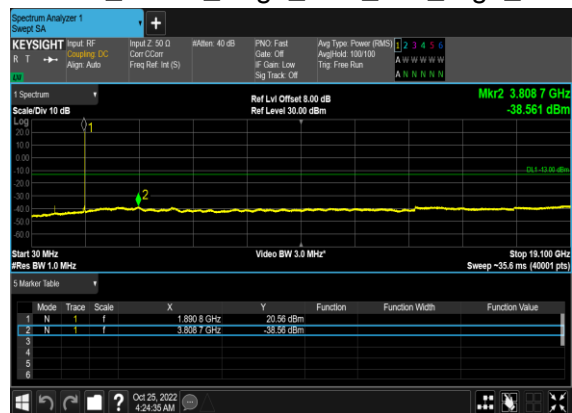 Spectrum Analyzer 1
Swept SA
+
KEYSIGHT Input: RF Input Z: 50 Ω #Atten: 40 dB PNO: Fast Avg Type: Power (RMS) 1 2 3 4 5 6
R T Coupling: DC Corr CCorr Gate: Off Avg|Hold: 100/100 A W W W W W
Align: Auto Freq Ref: Int (S) IF Gain: Low Trig: Free Run
Sig Track: Off A N N N N N
1 Spectrum Ref Lvl Offset 8.00 dB Mkr2 3.808 7 GHz
Scale/Div 10 dB Ref Level 30.00 dBm -38.561 dBm
Log
1
20.0
10.0
0.00
-10.0
DL1 -13.00 dBm
-20.0
-30.0
2
-40.0
-50.0
-60.0
Start 30 MHz Video BW 3.0 MHz* Stop 19.100 GHz
#Res BW 1.0 MHz Sweep ~35.6 ms (40001 pts)
5 Marker Table
Mode Trace Scale X Y Function Function Width Function Value
1 N 1 f 1.890 8 GHz 20.56 dBm
2 N 1 f 3.808 7 GHz -38.56 dBm
3
4
5
6
? Oct 25, 2022
4:24:35 AM